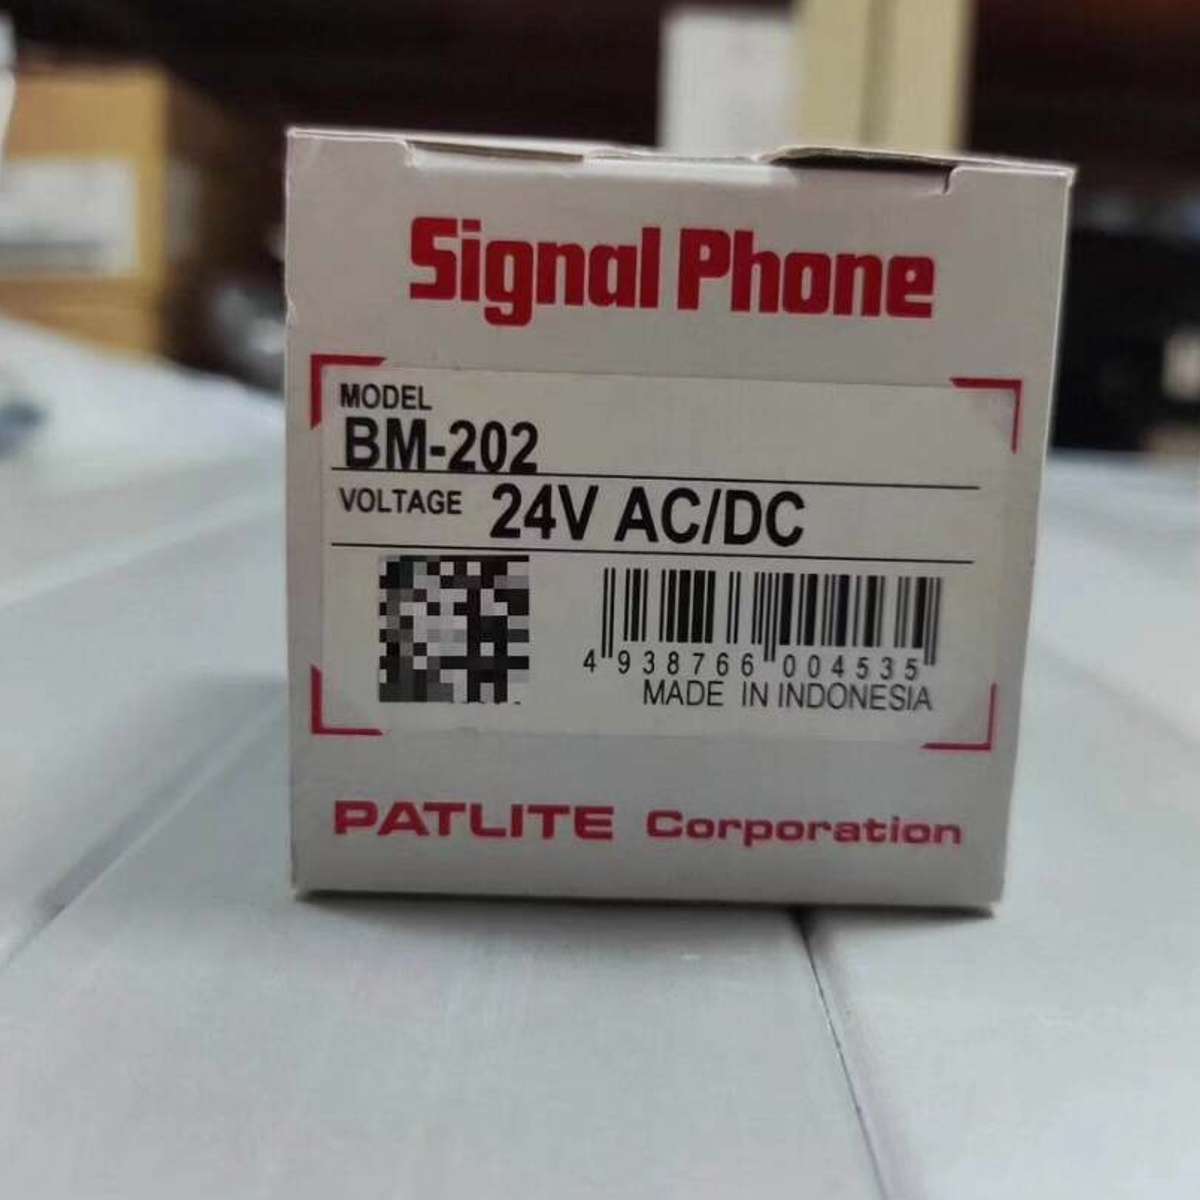 Signal Phone
MODEL
BM-202
VOLTAGE 24V AC/DC
4 938766 004535
MADE IN INDONESIA
PATLITE Corporation